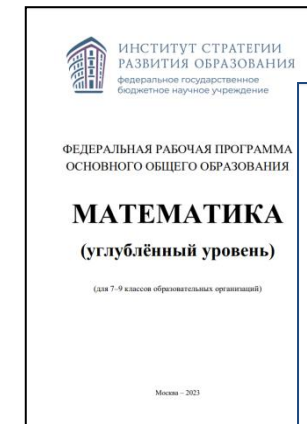 ИНСТИТУТ СТРАТЕГИИ
РАЗВИТИЯ ОБРАЗОВАНИЯ
федеральное государственное
бюджетное научное учреждение
ФЕДЕРАЛЬНАЯ РАБОЧАЯ ПРОГРАММА
ОСНОВНОГО ОБЩЕГО ОБРАЗОВАНИЯ
МАТЕМАТИКА
(углублённый уровень)
(для 7–9 классов образовательных организаций)
Москва – 2023